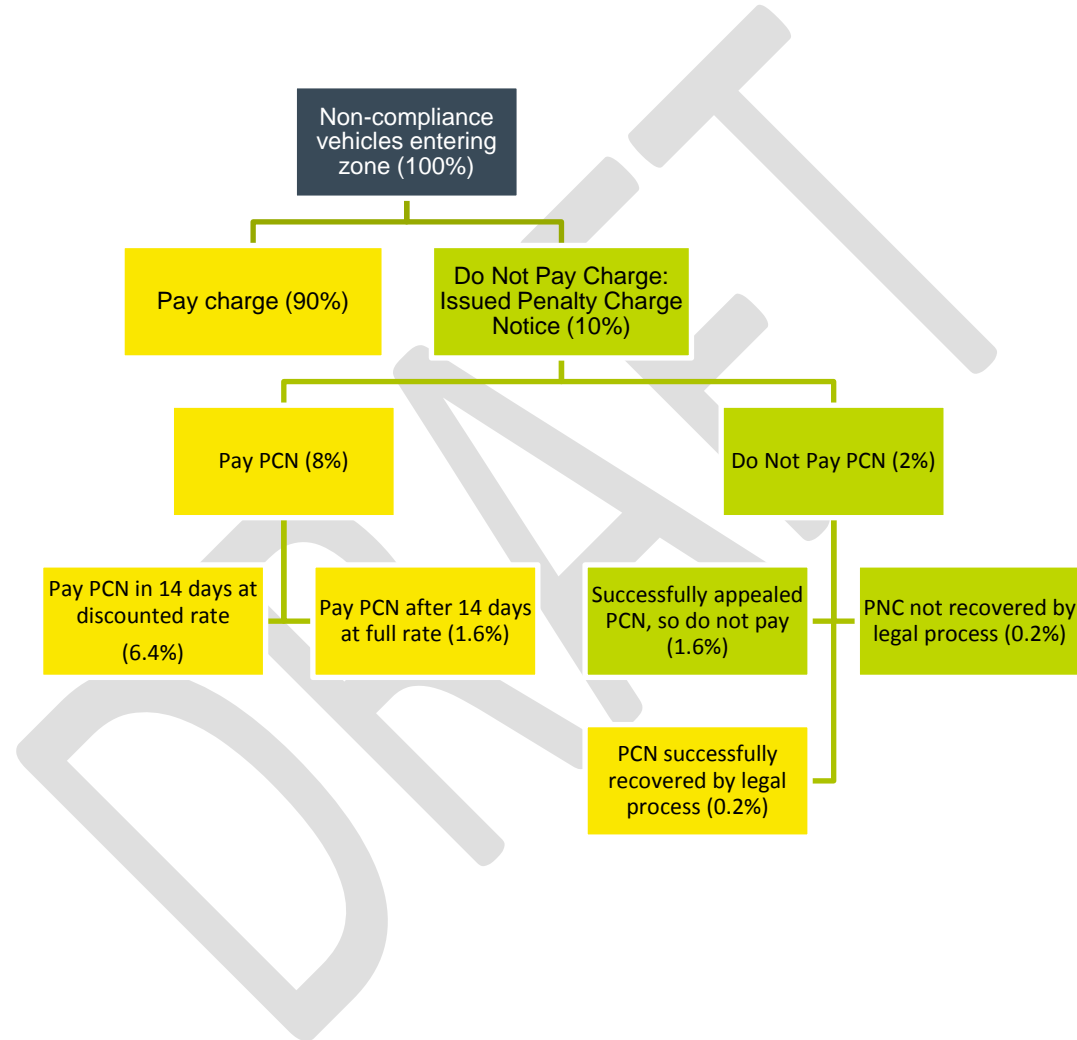 Non-compliance
vehicles entering
zone (100%)
Pay charge (90%)
Do Not Pay Charge:
Issued Penalty Charge
Notice (10%)
Pay PCN (8%)
Do Not Pay PCN (2%)
Pay PCN in 14 days at
discounted rate
(6.4%)
Pay PCN after 14 days
at full rate (1.6%)
Successfully appealed
PCN, so do not pay
(1.6%)
PNC not recovered by
legal process (0.2%)
PCN successfully
recovered by legal
process (0.2%)
DRAFT